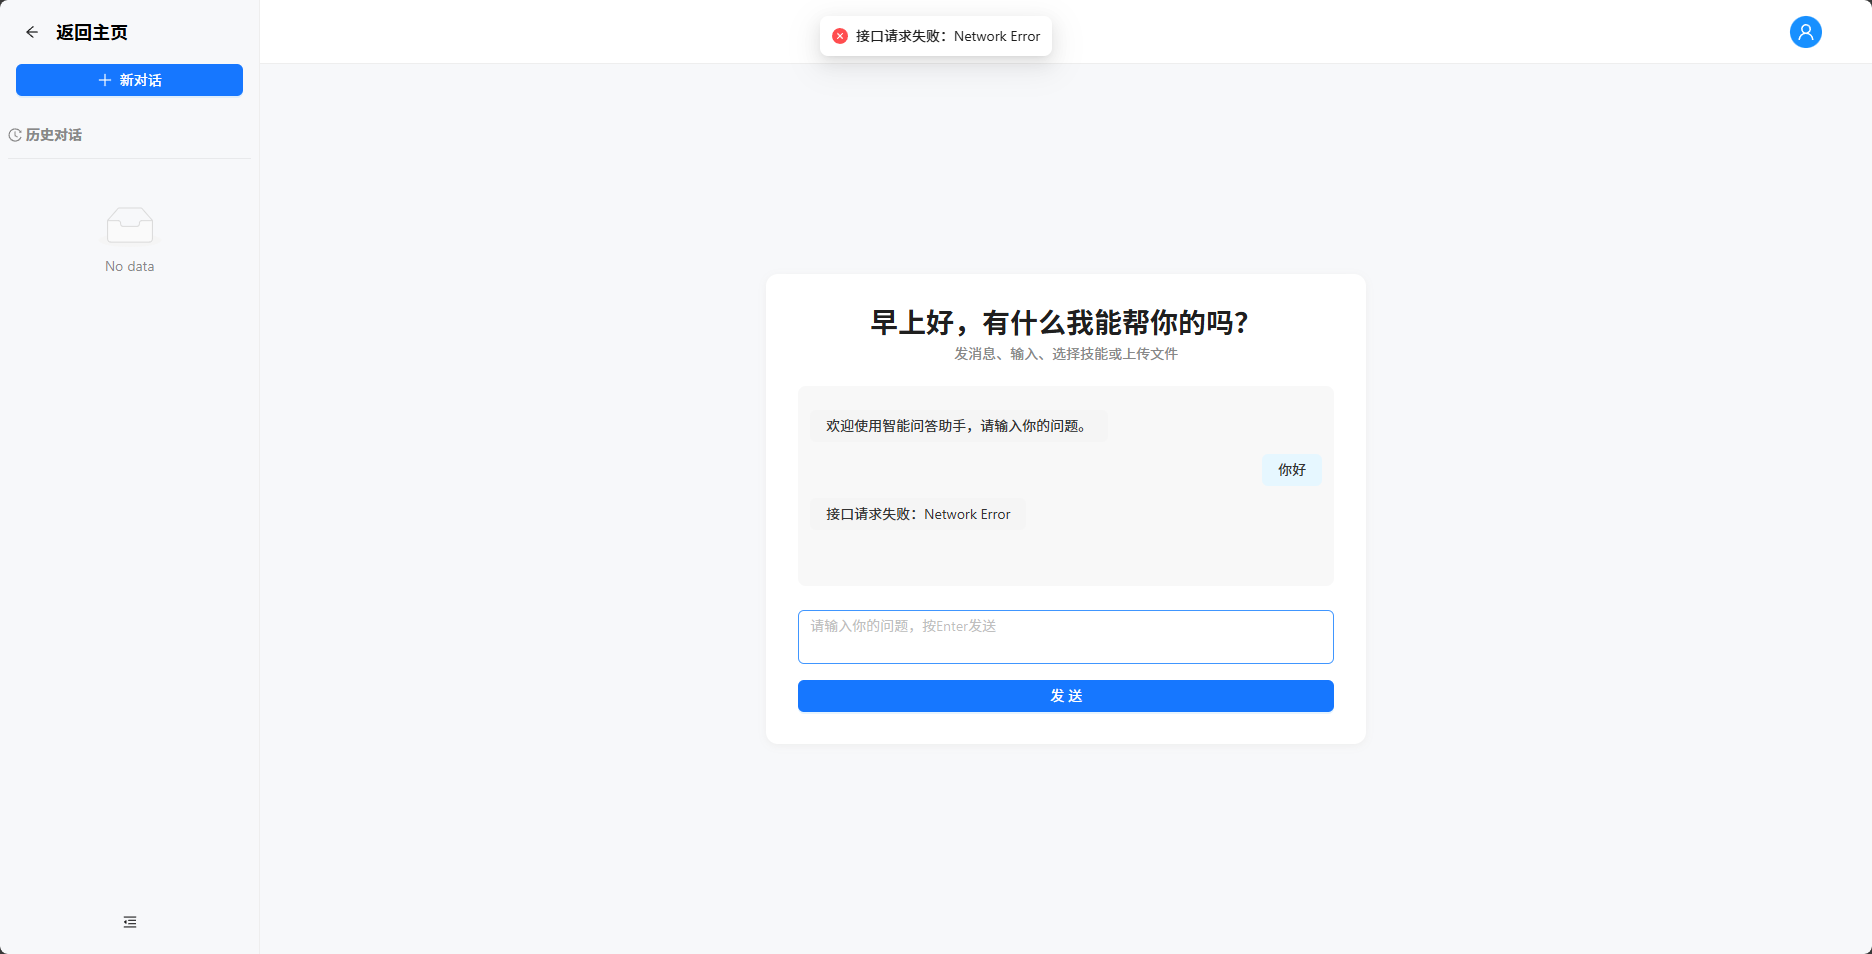 返回主页
新对话
历史对话
No data
接口请求失败：Network Error
早上好，有什么我能帮你的吗？
发消息、输入、选择技能或上传文件
欢迎使用智能问答助手，请输入你的问题。
你好
接口请求失败：Network Error
请输入你的问题，按Enter发送
发 送